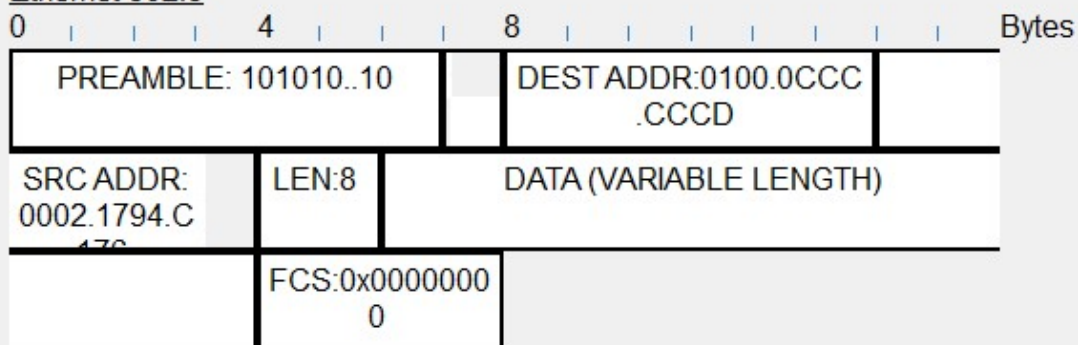 0 4 8 Bytes
PREAMBLE: 101010..10
DEST ADDR:0100.0CCC
.CCCD
SRC ADDR:
0002.1794.C
LEN:8
DATA (VARIABLE LENGTH)
FCS:0x0000000
0